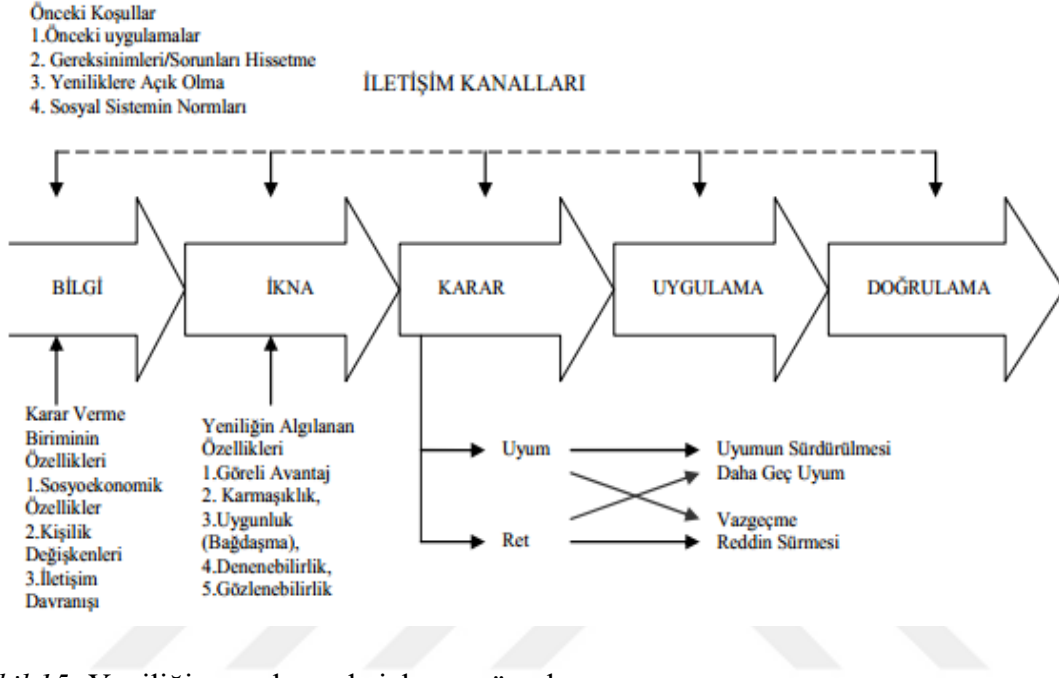 Önceki Koşullar
1.Önceki uygulamalar
2. Gereksinimleri/Sorunları Hissetme
3. Yeniliklere Açık Olma
4. Sosyal Sistemin Normları
İLETİŞİM KANALLARI
BİLGİ
İKNA
KARAR
UYGULAMA
DOĞRULAMA
Karar Verme
Biriminin
Özellikleri
1.Sosyoekonomik
Özellikler
2.Kişilik
Değişkenleri
3.İletişim
Davranışı
Yeniliğin Algılanan
Özellikleri
1.Göreli Avantaj
2. Karmaşıklık,
3.Uygunluk
(Bağdaşma),
4.Denenebilirlik,
5.Gözlenebilirlik
Uyum
Ret
Uyumun Sürdürülmesi
Daha Geç Uyum
Vazgeçme
Reddin Sürmesi